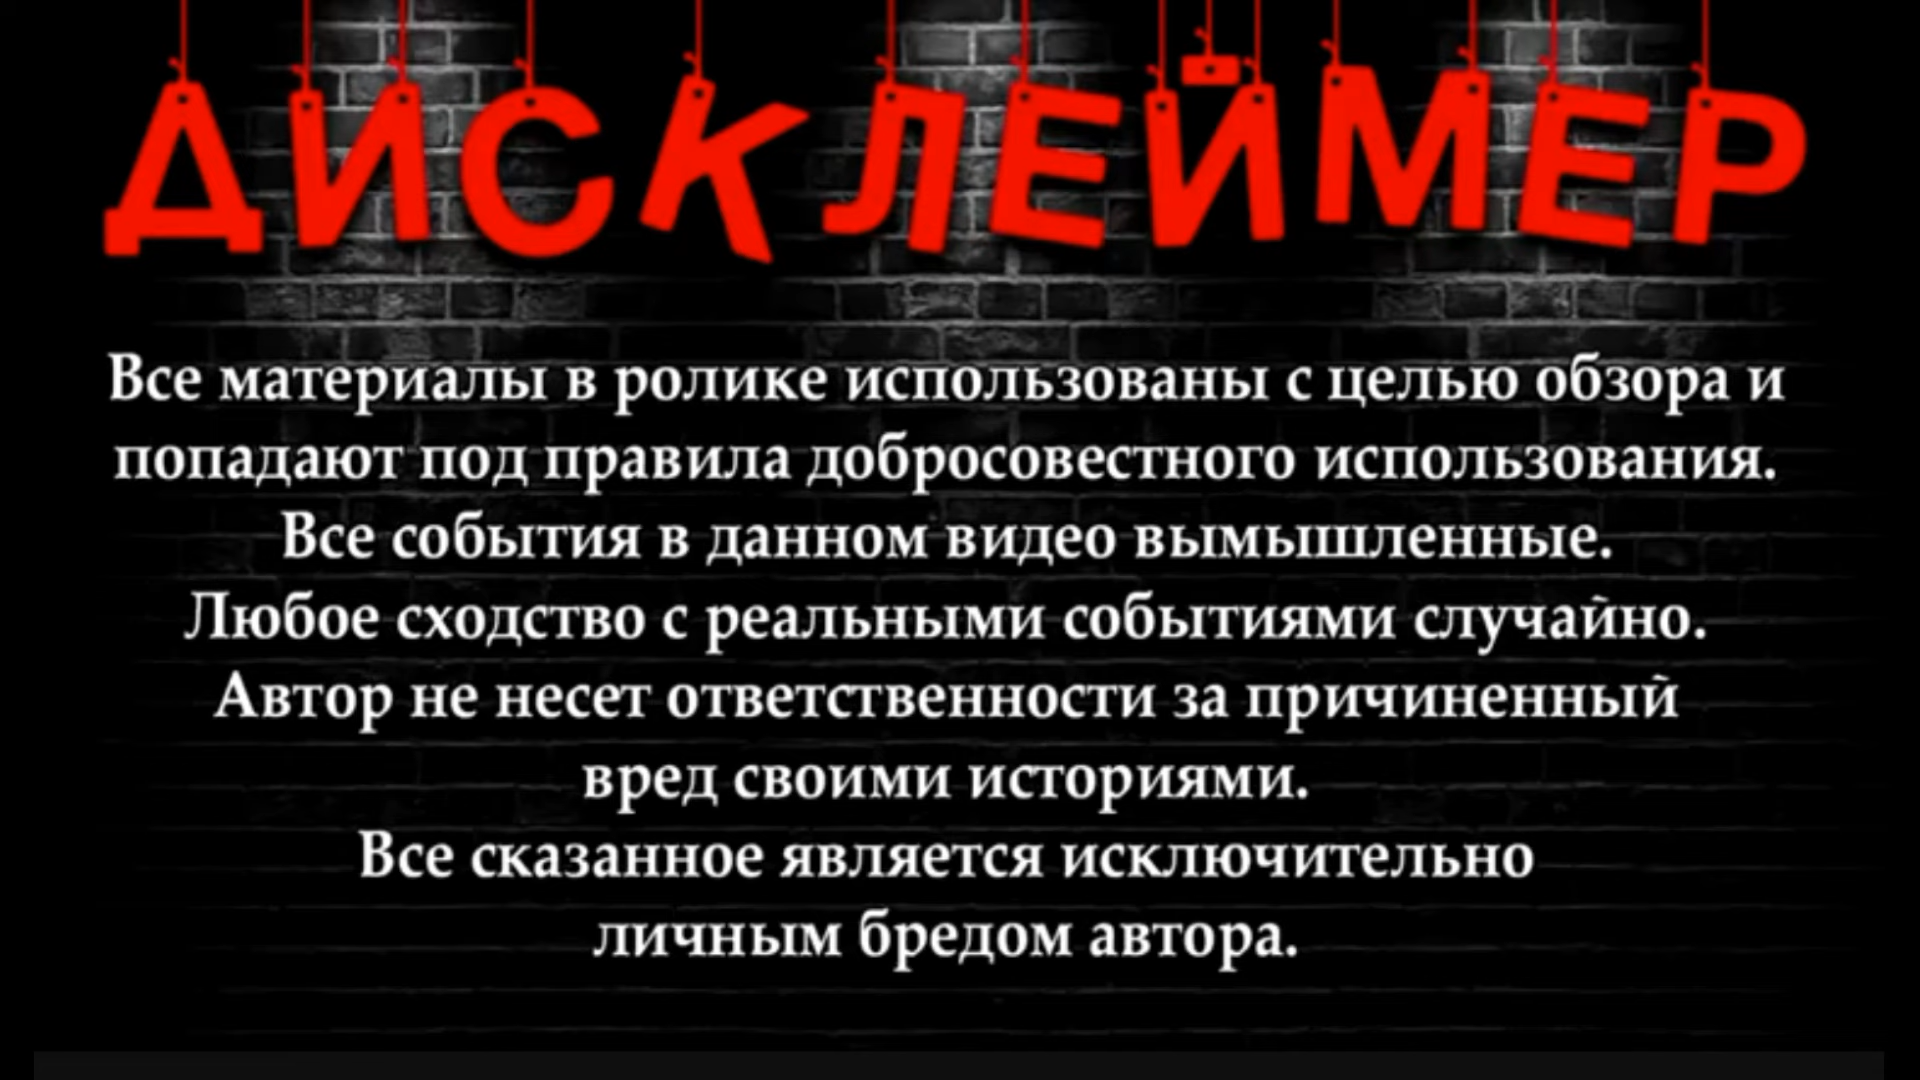 ДИСКЛЕЙМЕР
Все материалы в ролике использованы с целью обзора и
попадают под правила добросовестного использования.
Все события в данном видео вымышленные.
Любое сходство с реальными событиями случайно.
Автор не несет ответственности за причиненный
вред своими историями.
Все сказанное является исключительно
личным бредом автора.